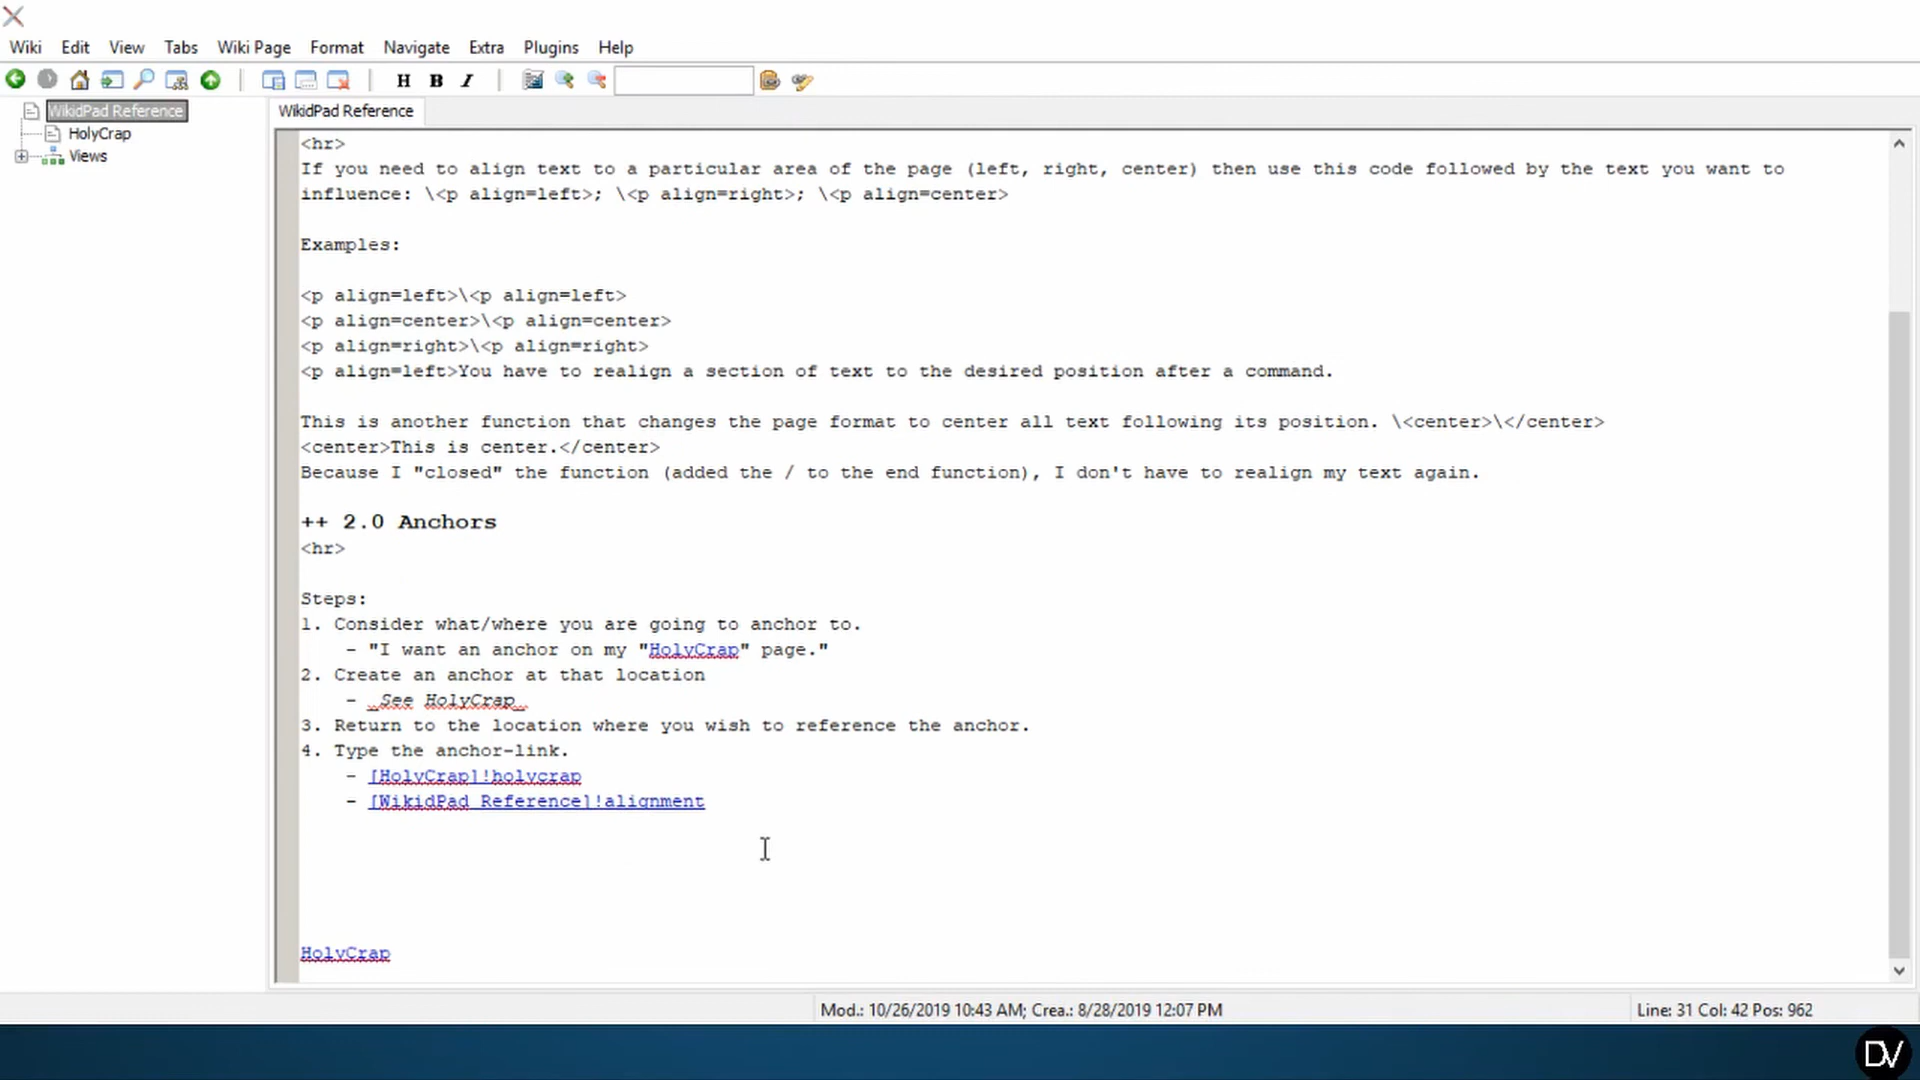 Wiki Edit View Tabs Wiki Page Format Navigate Extra Plugins Help
H B I
WikidPad Reference
HolyCrap
Views
WikidPad Reference
<hr>
If you need to align text to a particular area of the page (left, right, center) then use this code followed by the text you want to
influence: \<p align=left>; \<p align=right>; \<p align=center>
Examples:
<p align=left>\<p align=left>
<p align=center>\<p align=center>
<p align=right>\<p align=right>
<p align=left>You have to realign a section of text to the desired position after a command.
This is another function that changes the page format to center all text following its position. \<center>\</center>
<center>This is center.</center>
Because I "closed" the function (added the / to the end function), I don't have to realign my text again.
++ 2.0 Anchors
<hr>
Steps:
1. Consider what/where you are going to anchor to.
- "I want an anchor on my "HolyCrap" page."
2. Create an anchor at that location
- _See HolyCrap_
3. Return to the location where you wish to reference the anchor.
4. Type the anchor-link.
- [HolyCrap]!holycrap
- [WikidPad Reference]!alignment
HolyCrap
Mod.: 10/26/2019 10:43 AM; Crea.: 8/28/2019 12:07 PM
Line: 31 Col: 42 Pos: 962
DV